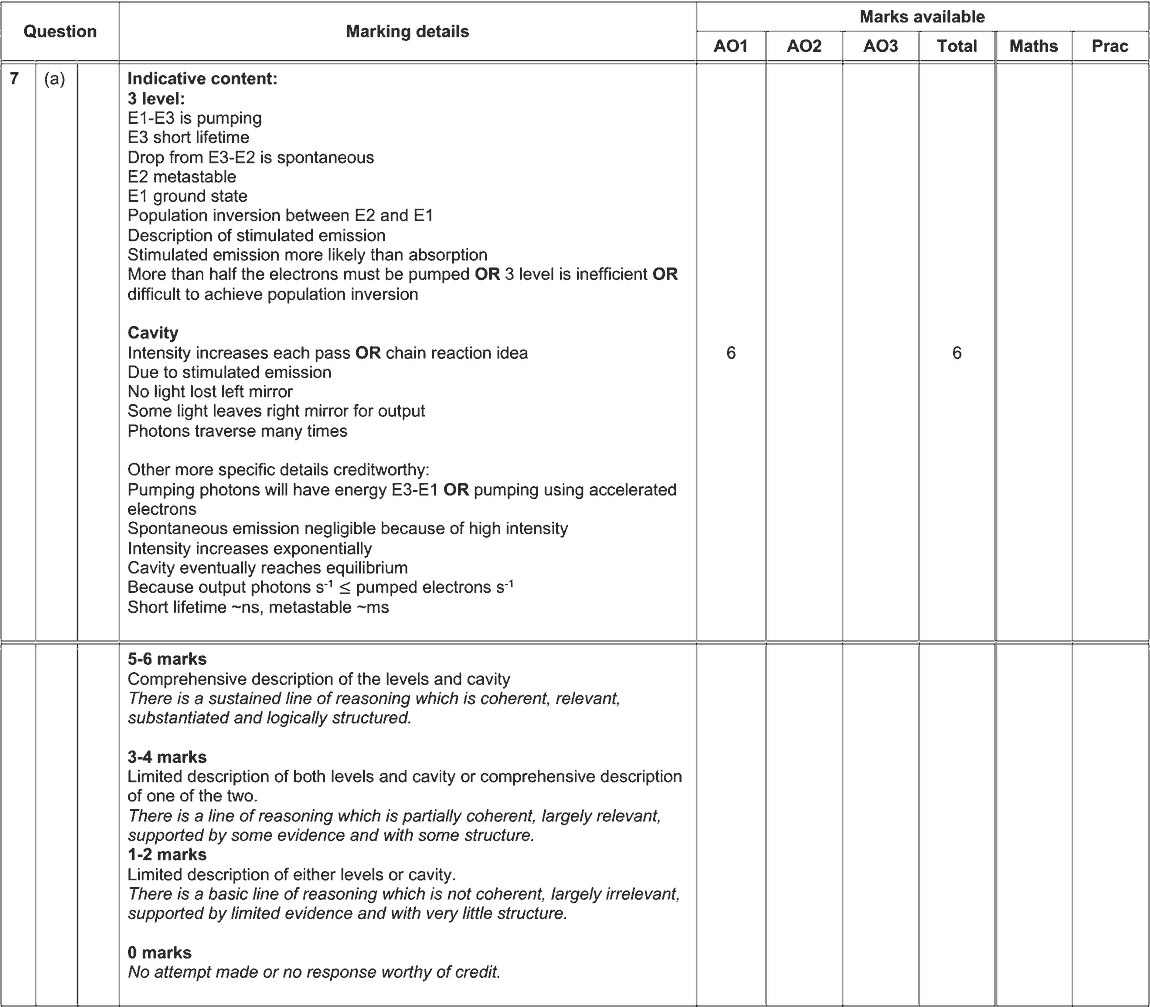 Question
Marking details
Marks available
AO1 AO2 AO3 Total Maths Prac
7 (a) Indicative content:
3 level:
E1-E3 is pumping
E3 short lifetime
Drop from E3-E2 is spontaneous
E2 metastable
E1 ground state
Population inversion between E2 and E1
Description of stimulated emission
Stimulated emission more likely than absorption
More than half the electrons must be pumped OR 3 level is inefficient OR
difficult to achieve population inversion
Cavity
Intensity increases each pass OR chain reaction idea 6 6
Due to stimulated emission
No light lost left mirror
Some light leaves right mirror for output
Photons traverse many times
Other more specific details creditworthy:
Pumping photons will have energy E3-E1 OR pumping using accelerated
electrons
Spontaneous emission negligible because of high intensity
Intensity increases exponentially
Cavity eventually reaches equilibrium
Because output photons s⁻¹ ≤ pumped electrons s⁻¹
Short lifetime ~ns, metastable ~ms
5-6 marks
Comprehensive description of the levels and cavity
There is a sustained line of reasoning which is coherent, relevant,
substantiated and logically structured.
3-4 marks
Limited description of both levels and cavity or comprehensive description
of one of the two.
There is a line of reasoning which is partially coherent, largely relevant,
supported by some evidence and with some structure.
1-2 marks
Limited description of either levels or cavity.
There is a basic line of reasoning which is not coherent, largely irrelevant,
supported by limited evidence and with very little structure.
0 marks
No attempt made or no response worthy of credit.